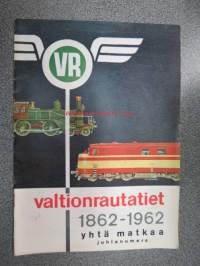 VR
valtionrautatiet
1862-1962
yhtä matkaa
juhlanumero